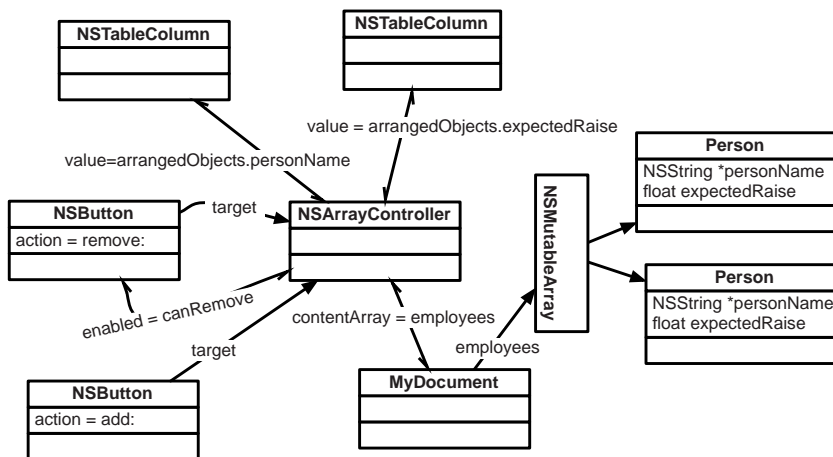 NSTableColumn
NSTableColumn
value = arrangedObjects.expectedRaise
value=arrangedObjects.personName
Person
NSString *personName
float expectedRaise
NSMutableArray
NSButton
action = remove:
target
NSArrayController
enabled = canRemove
target
contentArray = employees
employees
Person
NSString *personName
float expectedRaise
NSButton
action = add:
MyDocument